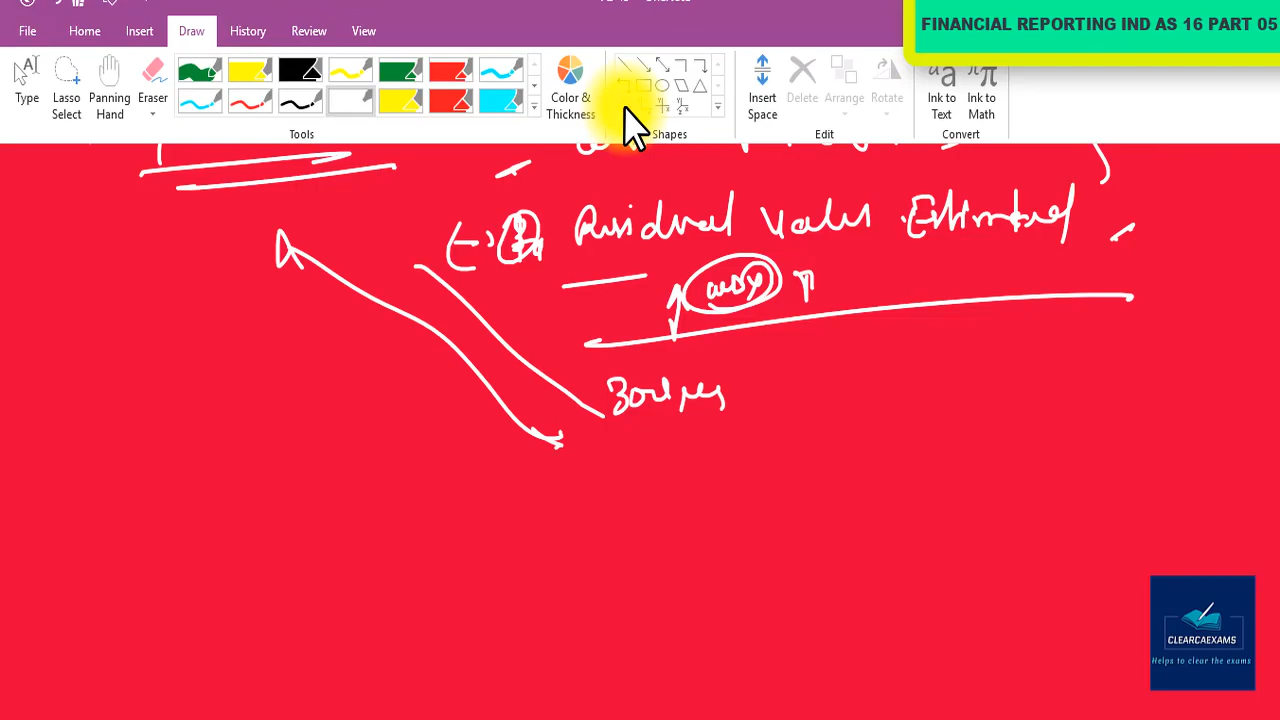 File Home Insert Draw History Review View
FINANCIAL REPORTING IND AS 16 PART 05
Type
Lasso Select
Panning Hand
Eraser
Color & Thickness
Insert Space
Delete
Arrange
Rotate
Ink to Text
Ink to Math
Tools
Shapes
Edit
Convert
(-) Residual value Estimated
CLEARCAEXAMS
Helps to clear the exams